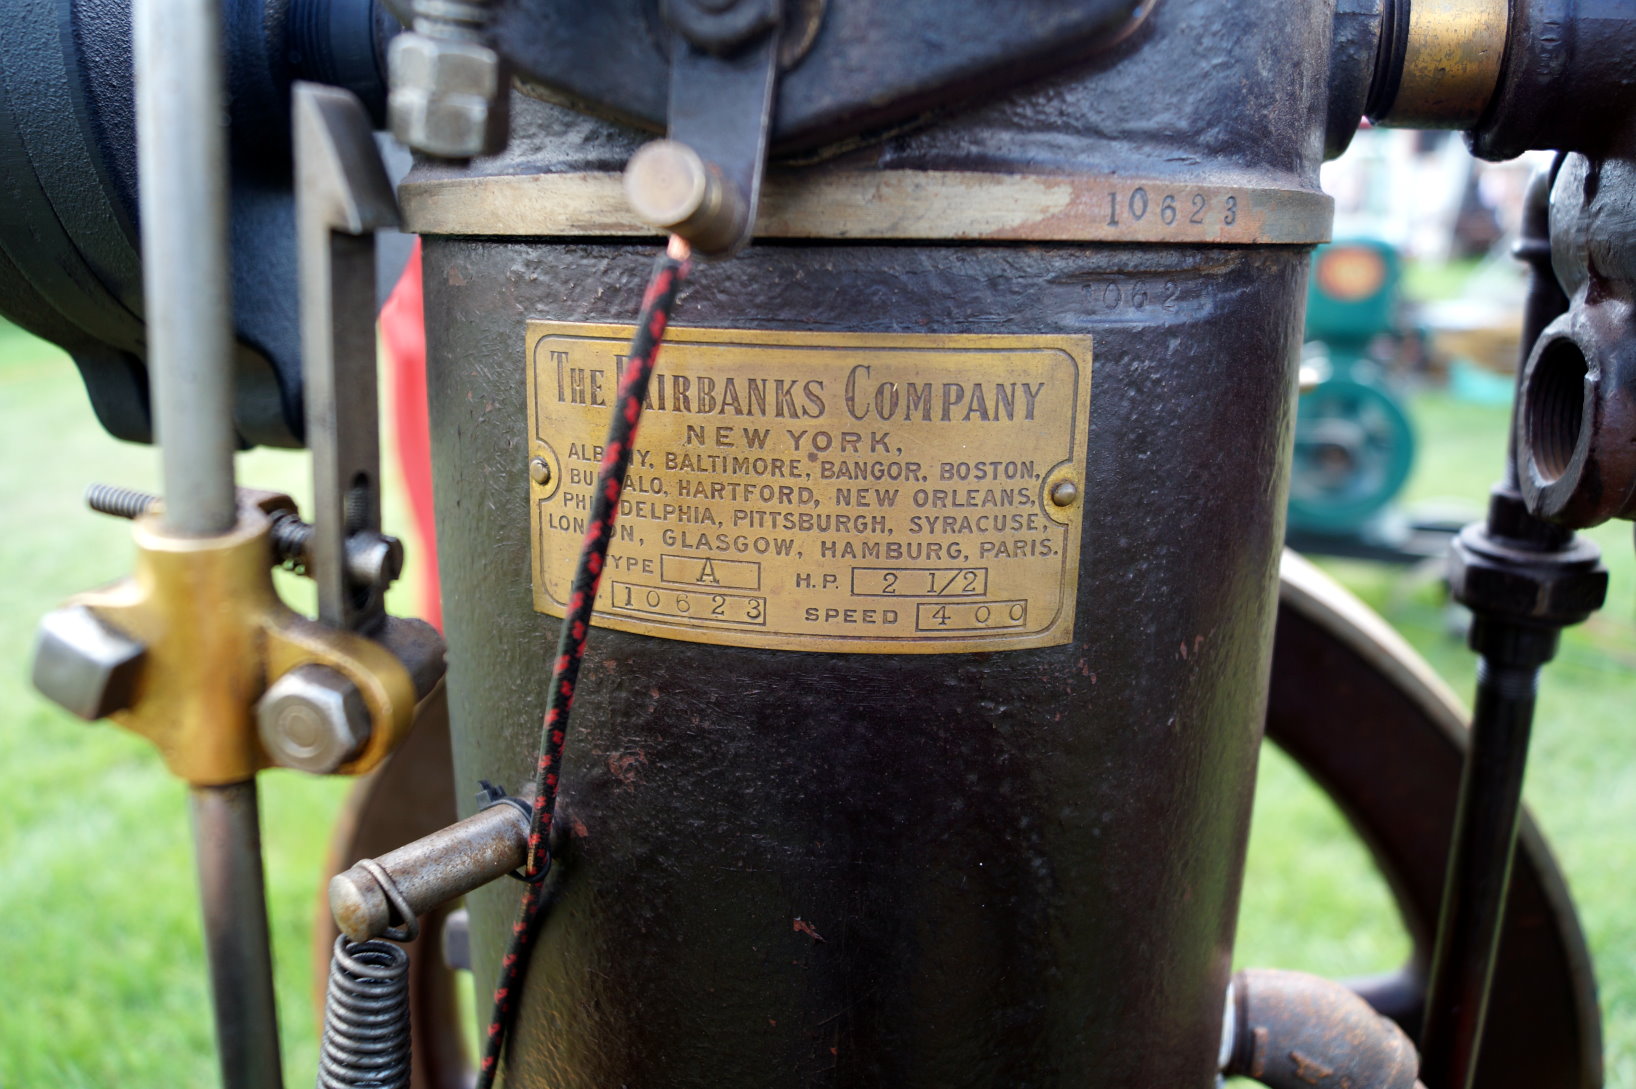 10623
THE FAIRBANKS COMPANY
NEW YORK,
ALBANY, BALTIMORE, BANGOR. BOSTON,
BUFFALO, HARTFORD, NEW ORLEANS,
PHILADELPHIA, PITTSBURGH, SYRACUSE,
LONDON, GLASGOW, HAMBURG, PARIS.
TYPE A H.P. 2 1/2
10623 SPEED 400